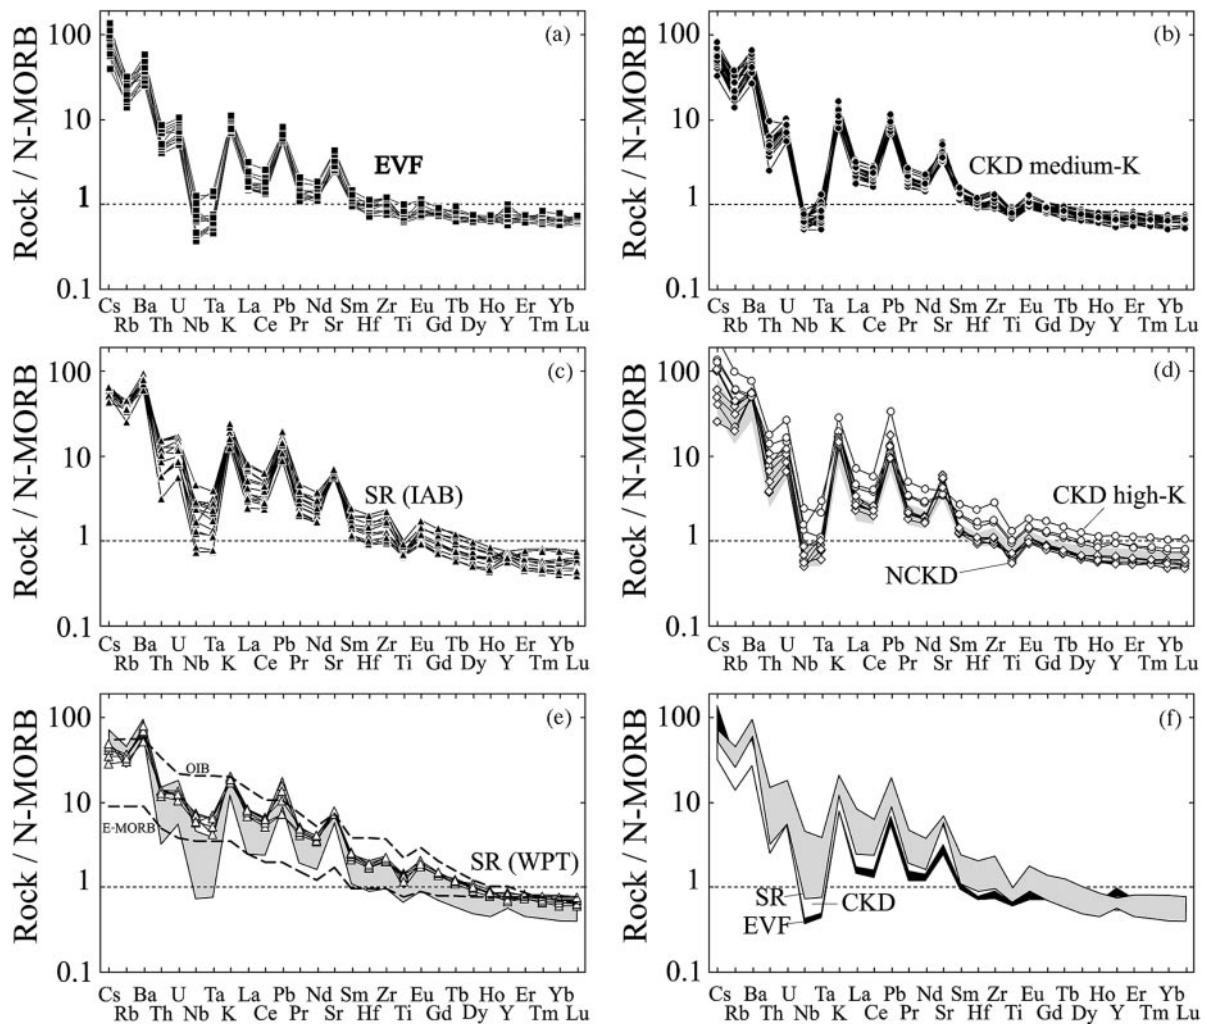 Rock / N-MORB
100
10
1
0.1
(a)
EVF
Cs Ba U Ta La Pb Nd Sm Zr Eu Tb Ho Er Yb
Rb Th Nb K Ce Pr Sr Hf Ti Gd Dy Y Tm Lu
Rock / N-MORB
100
10
1
0.1
(b)
CKD medium-K
Cs Ba U Ta La Pb Nd Sm Zr Eu Tb Ho Er Yb
Rb Th Nb K Ce Pr Sr Hf Ti Gd Dy Y Tm Lu
Rock / N-MORB
100
10
1
0.1
(c)
SR (IAB)
Cs Ba U Ta La Pb Nd Sm Zr Eu Tb Ho Er Yb
Rb Th Nb K Ce Pr Sr Hf Ti Gd Dy Y Tm Lu
Rock / N-MORB
100
10
1
0.1
(d)
CKD high-K
NCKD
Cs Ba U Ta La Pb Nd Sm Zr Eu Tb Ho Er Yb
Rb Th Nb K Ce Pr Sr Hf Ti Gd Dy Y Tm Lu
Rock / N-MORB
100
10
1
0.1
(e)
OIB
E-MORB
SR (WPT)
Cs Ba U Ta La Pb Nd Sm Zr Eu Tb Ho Er Yb
Rb Th Nb K Ce Pr Sr Hf Ti Gd Dy Y Tm Lu
Rock / N-MORB
100
10
1
0.1
(f)
SR
CKD
EVF
Cs Ba U Ta La Pb Nd Sm Zr Eu Tb Ho Er Yb
Rb Th Nb K Ce Pr Sr Hf Ti Gd Dy Y Tm Lu